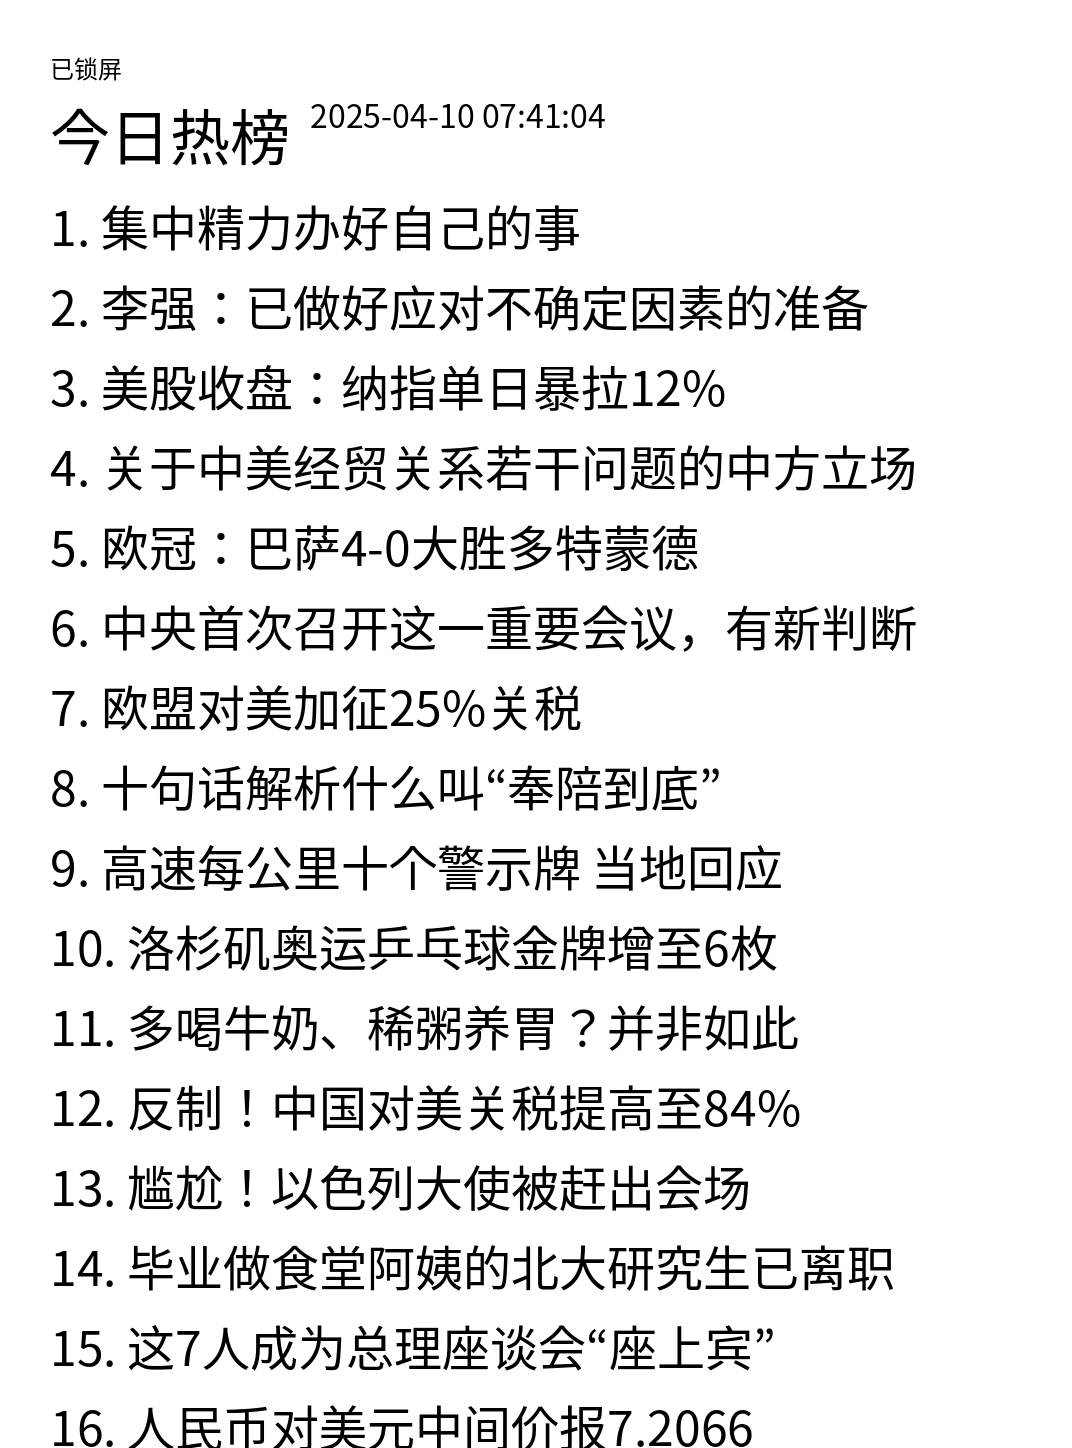 已锁屏
今日热榜 2025-04-10 07:41:04
1. 集中精力办好自己的事
2. 李强：已做好应对不确定因素的准备
3. 美股收盘：纳指单日暴拉12%
4. 关于中美经贸关系若干问题的中方立场
5. 欧冠：巴萨4-0大胜多特蒙德
6. 中央首次召开这一重要会议，有新判断
7. 欧盟对美加征25%关税
8. 十句话解析什么叫“奉陪到底”
9. 高速每公里十个警示牌 当地回应
10. 洛杉矶奥运乒乓球金牌增至6枚
11. 多喝牛奶、稀粥养胃？并非如此
12. 反制！中国对美关税提高至84%
13. 尴尬！以色列大使被赶出会场
14. 毕业做食堂阿姨的北大研究生已离职
15. 这7人成为总理座谈会“座上宾”
16. 人民币对美元中间价报7.2066